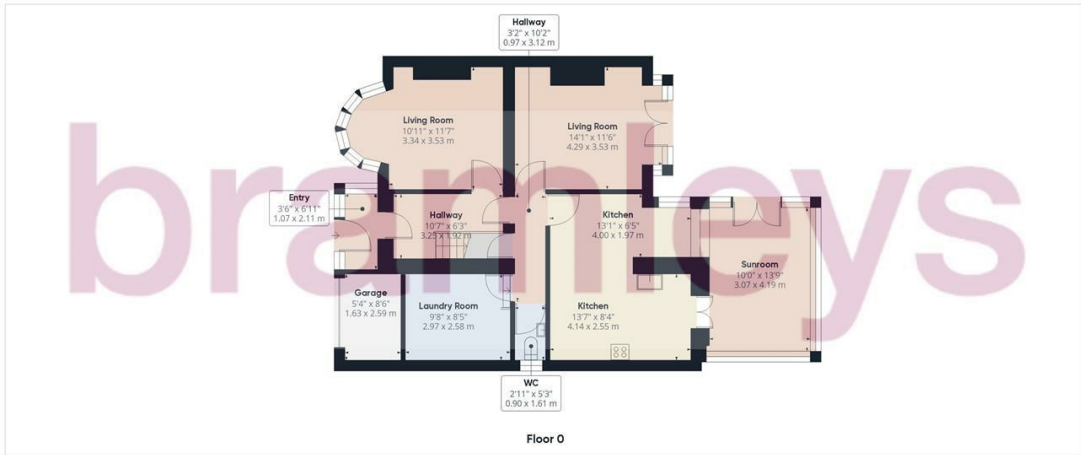 Hallway
3'2" x 10'2"
0.97 x 3.12 m
Living Room
10'11" x 11'7"
3.34 x 3.53 m
Living Room
14'1" x 11'6"
4.29 x 3.53 m
bramleys
Entry
3'6" x 6'11"
1.07 x 2.11 m
Hallway
10'7" x 6'3"
3.25 x 1.92 m
Kitchen
13'1" x 6'5"
4.00 x 1.97 m
Sunroom
10'0" x 13'9"
3.07 x 4.19 m
Garage
5'4" x 8'6"
1.63 x 2.59 m
Laundry Room
9'8" x 8'5"
2.97 x 2.58 m
Kitchen
13'7" x 8'4"
4.14 x 2.55 m
WC
2'11" x 5'3"
0.90 x 1.61 m
Floor 0